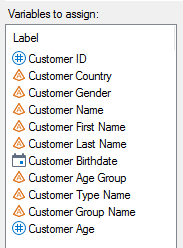 Variables to assign:
Label
Customer ID
Customer Country
Customer Gender
Customer Name
Customer First Name
Customer Last Name
Customer Birthdate
Customer Age Group
Customer Type Name
Customer Group Name
Customer Age